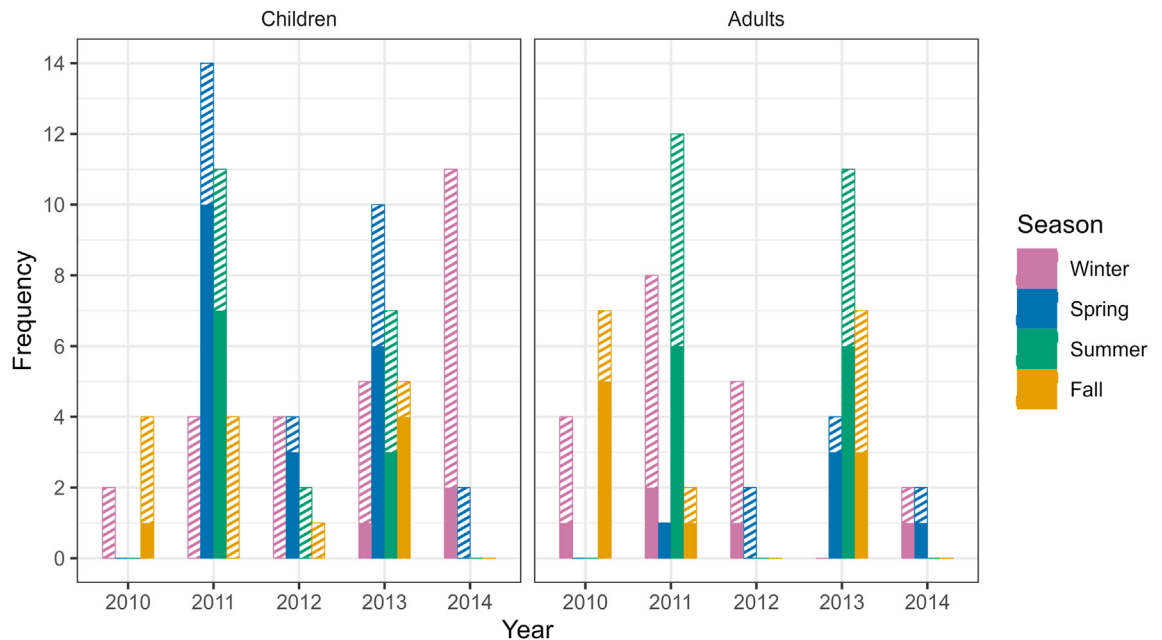 Children Adults
14
12
10
8
6
4
2
0
Frequency
2010 2011 2012 2013 2014 2010 2011 2012 2013 2014
Year
Season
Winter
Spring
Summer
Fall